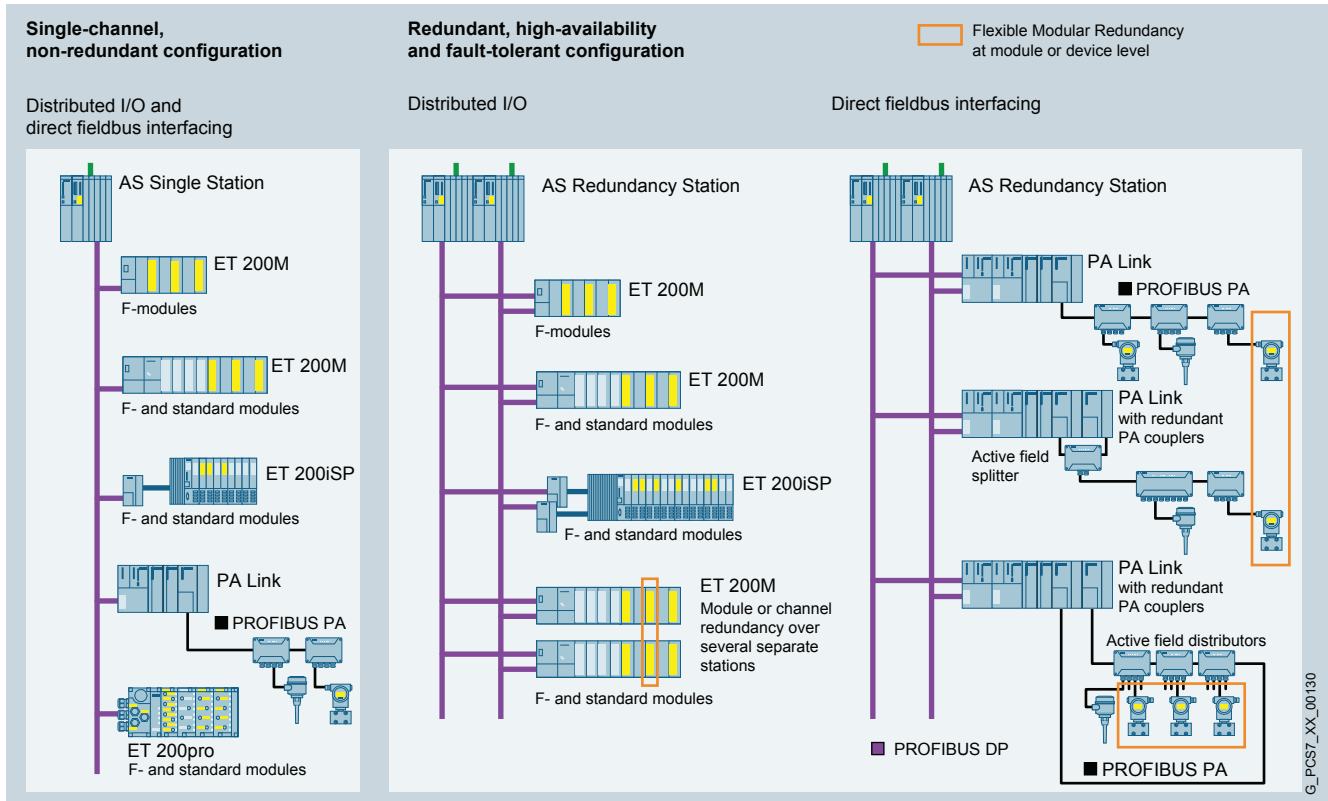 Single-channel,
non-redundant configuration
Redundant, high-availability
and fault-tolerant configuration
Flexible Modular Redundancy
at module or device level
Distributed I/O and
direct fieldbus interfacing
Distributed I/O
Direct fieldbus interfacing
AS Single Station
ET 200M
F-modules
ET 200M
F- and standard modules
ET 200iSP
F- and standard modules
PA Link
PROFIBUS PA
ET 200pro
F- and standard modules
AS Redundancy Station
ET 200M
F-modules
ET 200M
F- and standard modules
ET 200iSP
F- and standard modules
ET 200M
Module or channel
redundancy over
several separate
stations
F- and standard modules
PROFIBUS DP
AS Redundancy Station
PA Link
PROFIBUS PA
PA Link
with redundant
PA couplers
Active field
splitter
PA Link
with redundant
PA couplers
Active field distributors
PROFIBUS PA
G_PCS7_XX_00130